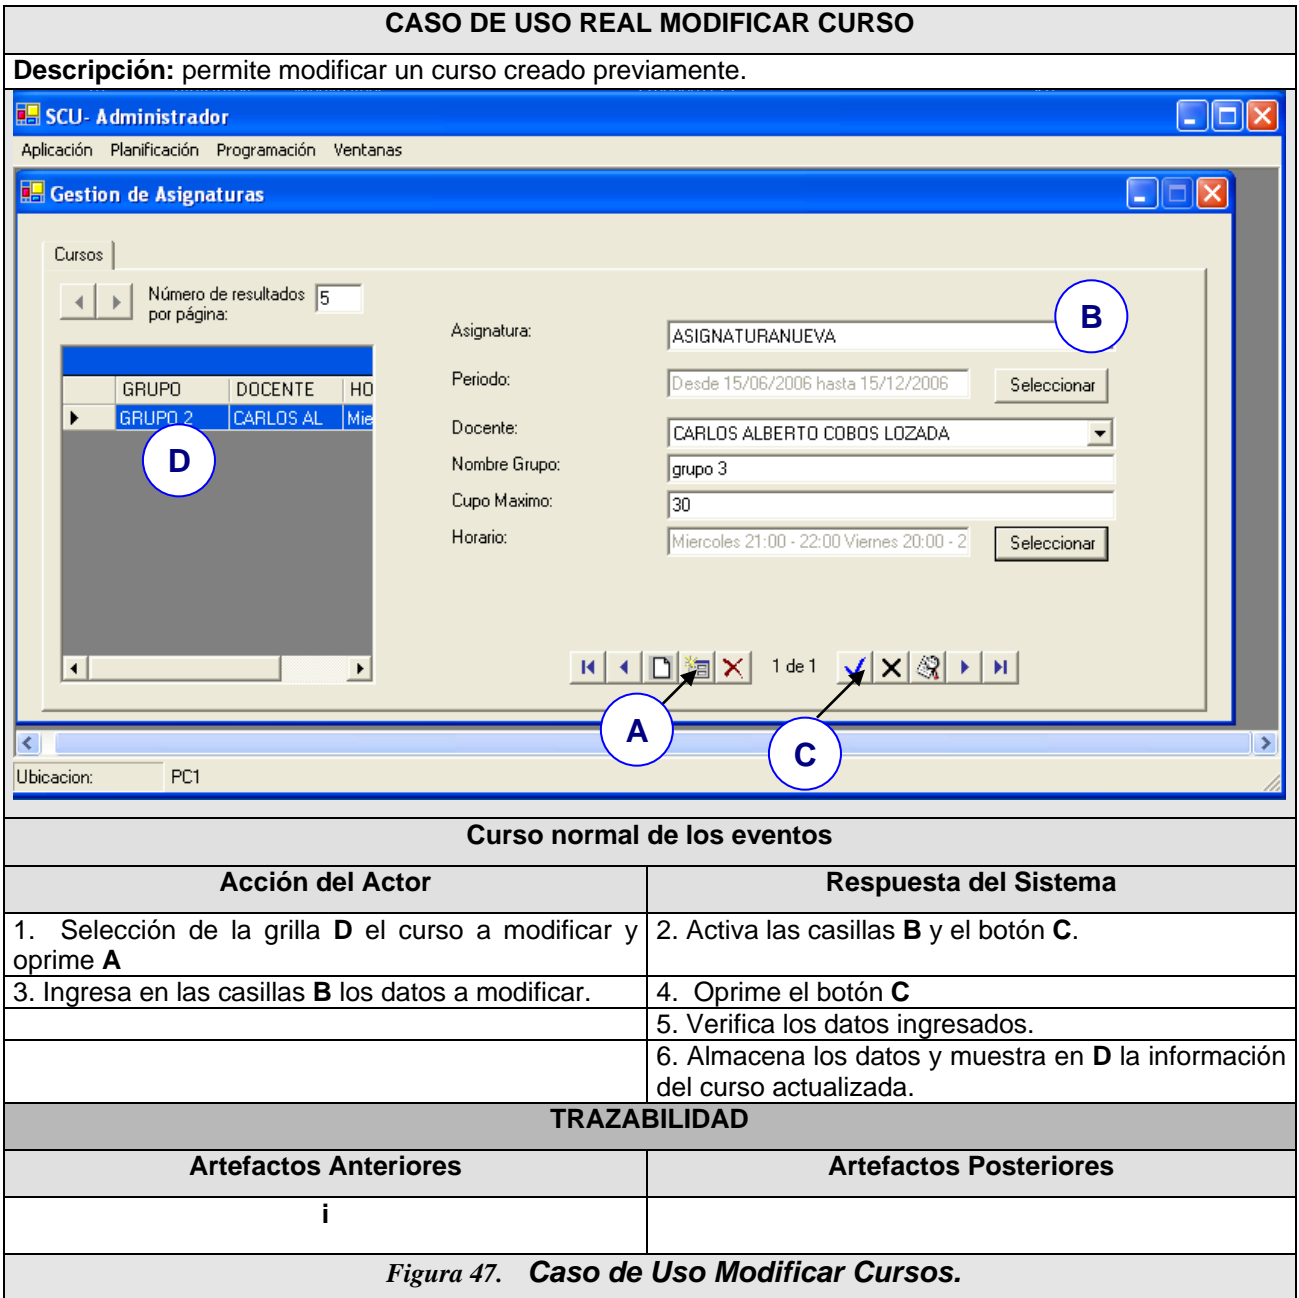 CASO DE USO REAL MODIFICAR CURSO
Descripción: permite modificar un curso creado previamente.
SCU- Administrador
Aplicación Planificación Programación Ventanas
Gestion de Asignaturas
Cursos
Número de resultados
por página:
5
GRUPO DOCENTE HO
GRUPO 2 CARLOS AL Mie
D
B
Asignatura: ASIGNATURANUEVA
Periodo: Desde 15/06/2006 hasta 15/12/2006 Seleccionar
Docente: CARLOS ALBERTO COBOS LOZADA
Nombre Grupo: grupo 3
Cupo Maximo: 30
Horario: Miercoles 21:00 - 22:00 Viernes 20:00 - 2 Seleccionar
1 de 1
A
C
Ubicacion: PC1
Curso normal de los eventos
Acción del Actor
Respuesta del Sistema
1. Selección de la grilla D el curso a modificar y
oprime A
2. Activa las casillas B y el botón C.
3. Ingresa en las casillas B los datos a modificar.
4. Oprime el botón C
5. Verifica los datos ingresados.
6. Almacena los datos y muestra en D la información
del curso actualizada.
TRAZABILIDAD
Artefactos Anteriores
Artefactos Posteriores
i
Figura 47. Caso de Uso Modificar Cursos.